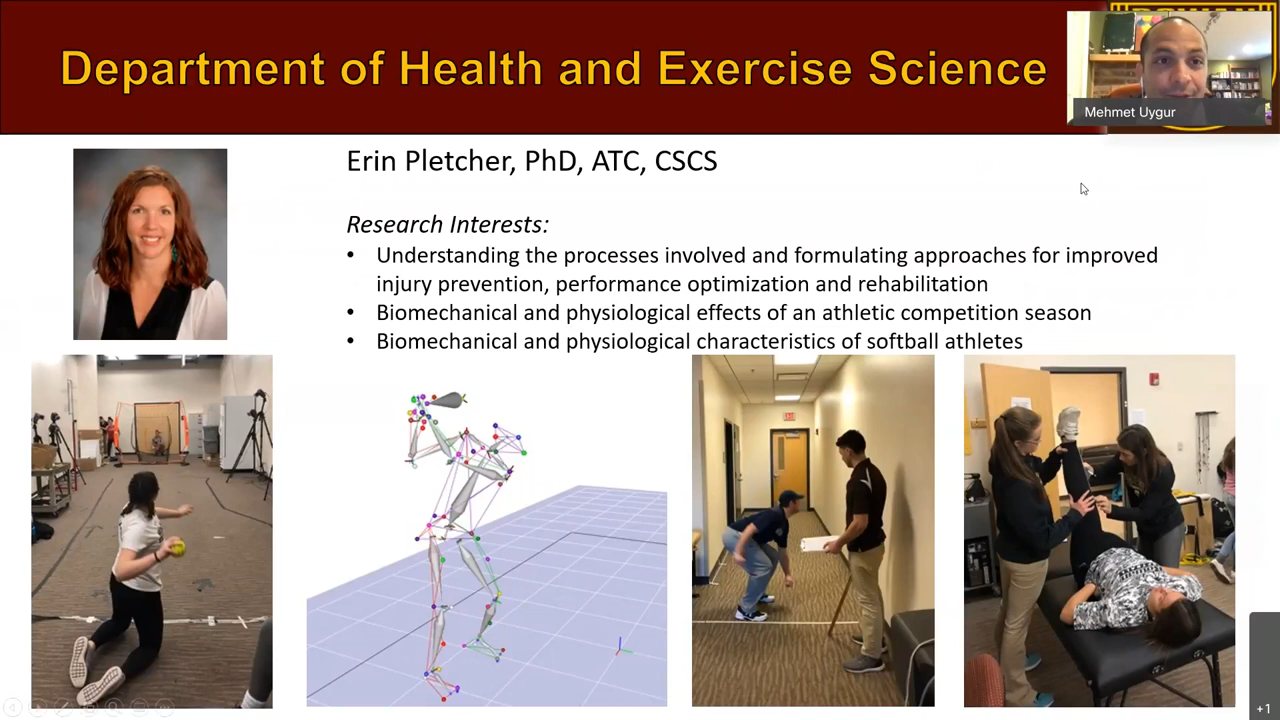 Department of Health and Exercise Science
Mehmet Uygur
Erin Pletcher, PhD, ATC, CSCS
Research Interests:
• Understanding the processes involved and formulating approaches for improved
injury prevention, performance optimization and rehabilitation
• Biomechanical and physiological effects of an athletic competition season
• Biomechanical and physiological characteristics of softball athletes
+1